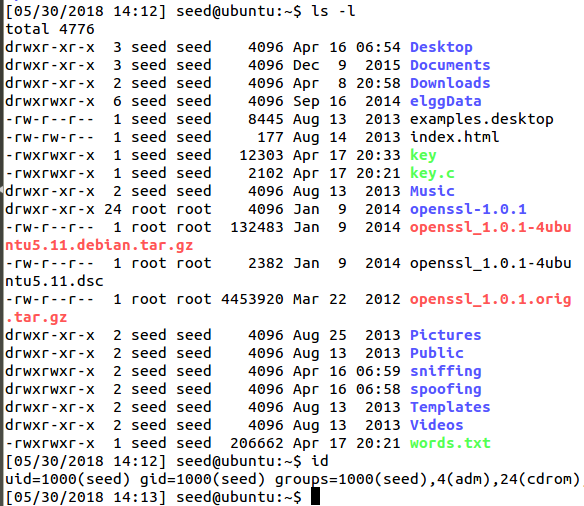 [05/30/2018 14:12] seed@ubuntu:~$ ls -l
total 4776
drwxr-xr-x  3 seed seed    4096 Apr 16 06:54 Desktop
drwxr-xr-x  3 seed seed    4096 Dec  9  2015 Documents
drwxr-xr-x  2 seed seed    4096 Apr  8 20:58 Downloads
drwxrwxr-x  6 seed seed    4096 Sep 16  2014 elggData
-rw-r--r--  1 seed seed    8445 Aug 13  2013 examples.desktop
-rw-rw-r--  1 seed seed     177 Aug 14  2013 index.html
-rwxrwxr-x  1 seed seed   12303 Apr 17 20:33 key
-rwxrwxr-x  1 seed seed    2102 Apr 17 20:21 key.c
drwxr-xr-x  2 seed seed    4096 Aug 13  2013 Music
drwxr-xr-x 24 root root    4096 Jan  9  2014 openssl-1.0.1
-rw-r--r--  1 root root  132483 Jan  9  2014 openssl_1.0.1-4ubu
ntu5.11.debian.tar.gz
-rw-r--r--  1 root root    2382 Jan  9  2014 openssl_1.0.1-4ubu
ntu5.11.dsc
-rw-r--r--  1 root root 4453920 Mar 22  2012 openssl_1.0.1.orig
.tar.gz
drwxr-xr-x  2 seed seed    4096 Aug 25  2013 Pictures
drwxr-xr-x  2 seed seed    4096 Aug 13  2013 Public
drwxrwxr-x  2 seed seed    4096 Apr 16 06:59 sniffing
drwxrwxr-x  2 seed seed    4096 Apr 16 06:58 spoofing
drwxr-xr-x  2 seed seed    4096 Aug 13  2013 Templates
drwxr-xr-x  2 seed seed    4096 Aug 13  2013 Videos
-rwxrwxr-x  1 seed seed  206662 Apr 17 20:21 words.txt
[05/30/2018 14:12] seed@ubuntu:~$ id
uid=1000(seed) gid=1000(seed) groups=1000(seed),4(adm),24(cdrom)
[05/30/2018 14:13] seed@ubuntu:~$